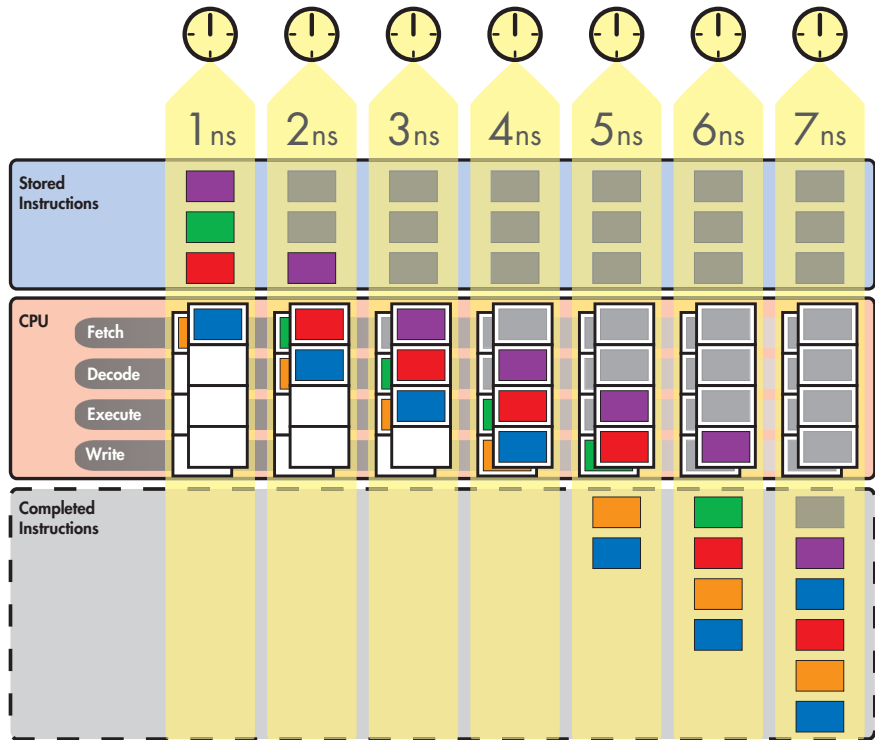 1ns 2ns 3ns 4ns 5ns 6ns 7ns
Stored
Instructions
CPU
Fetch
Decode
Execute
Write
Completed
Instructions